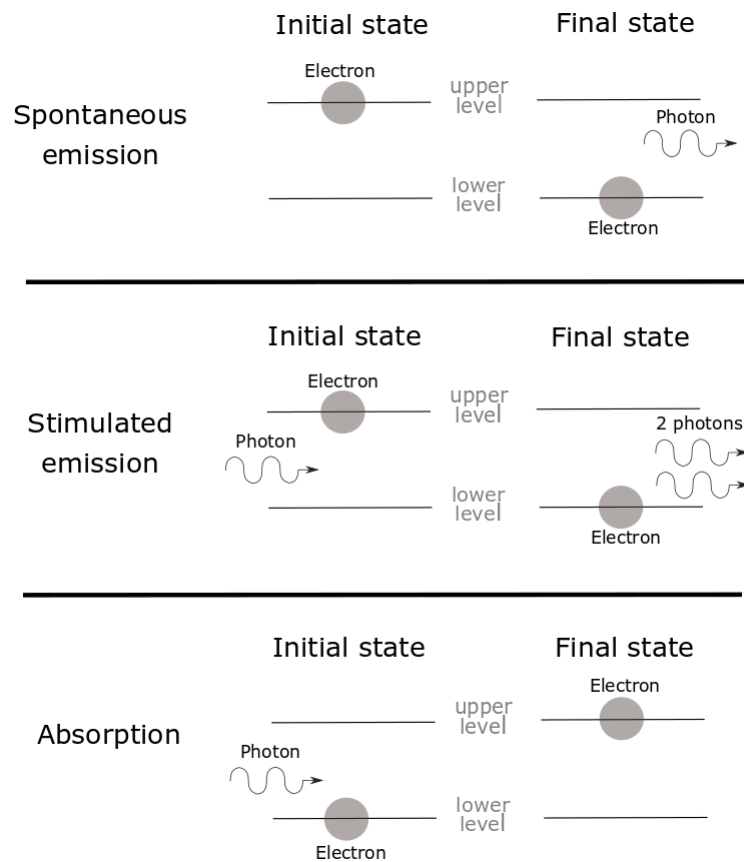 Initial state
Final state
Spontaneous
emission
Electron
upper
level
Photon
lower
level
Electron
Initial state
Final state
Stimulated
emission
Electron
upper
level
2 photons
Photon
lower
level
Electron
Initial state
Final state
Absorption
Electron
upper
level
Photon
lower
level
Electron